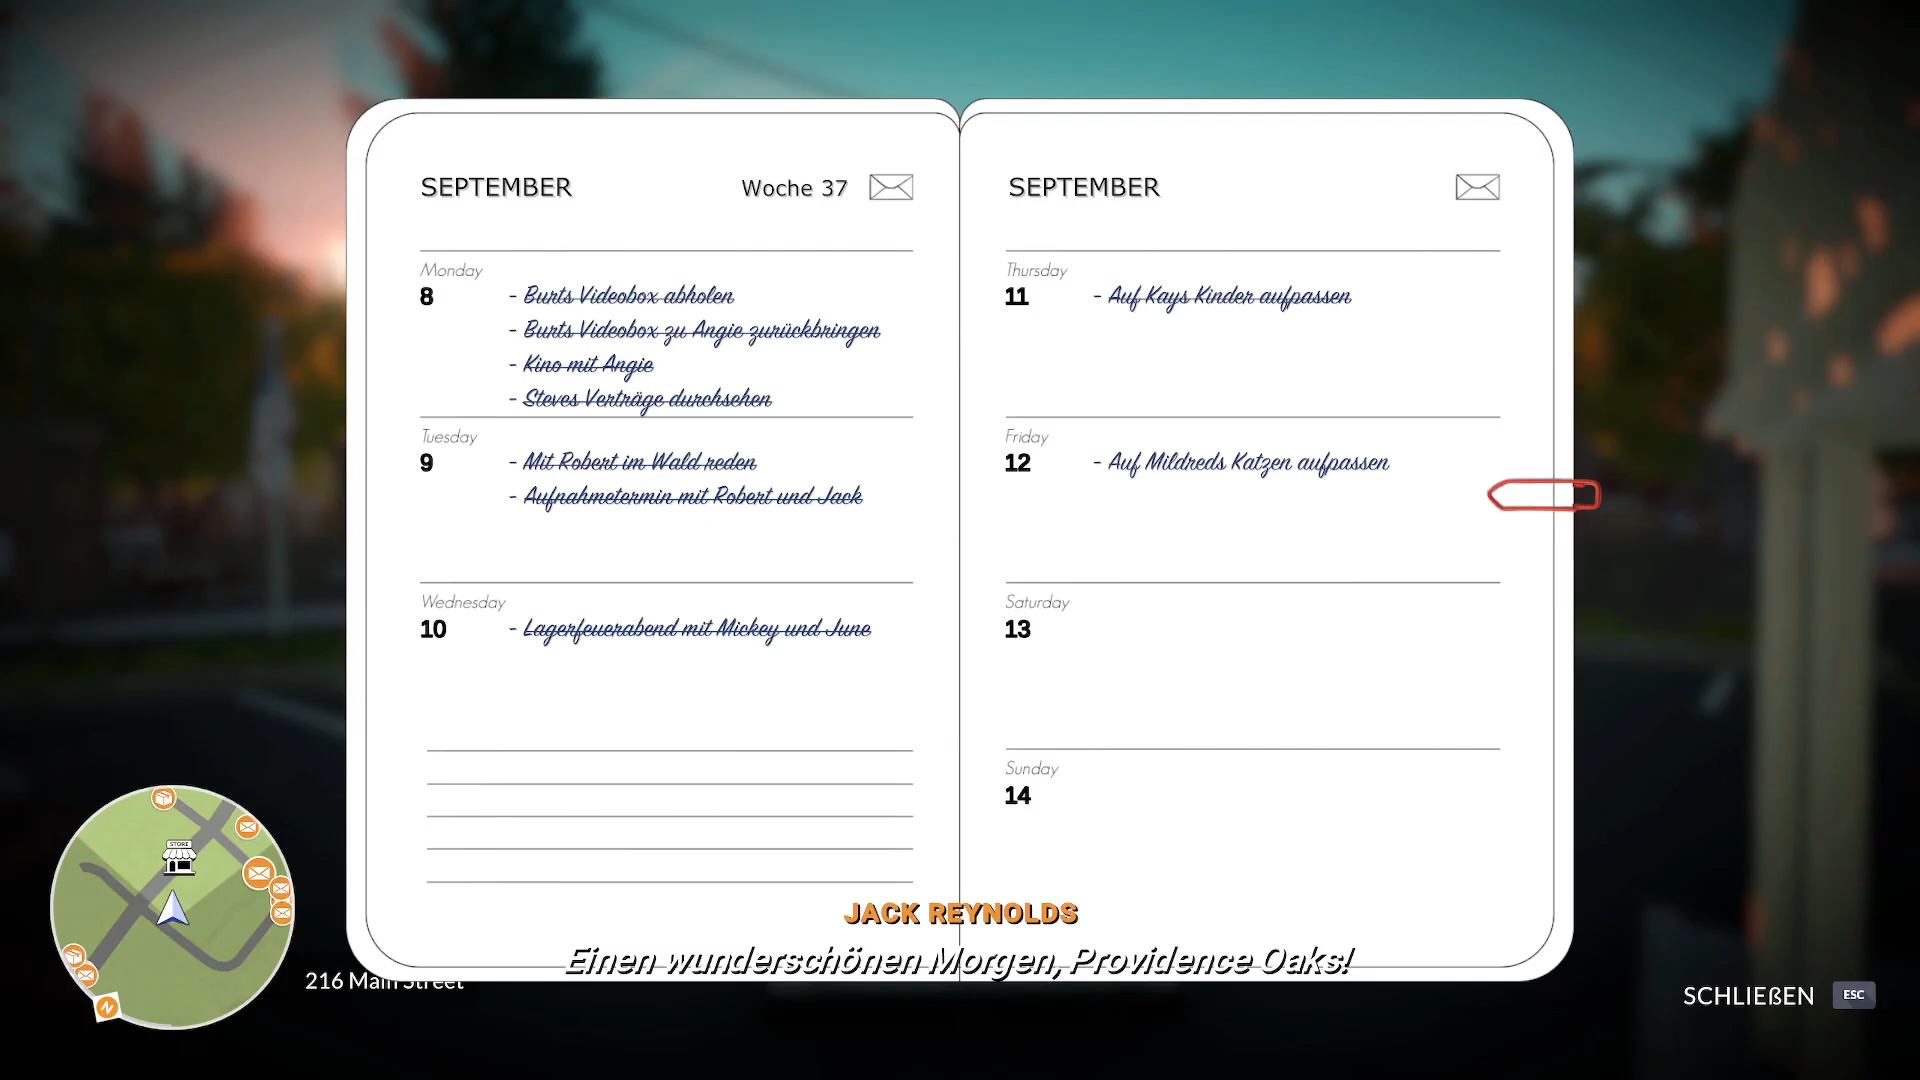 SEPTEMBER
Woche 37
Monday
8
- Burts Videobox abholen
- Burts Videobox zu Angie zurückbringen
- Kino mit Angie
- Steves Verträge durchsehen
Tuesday
9
- Mit Robert im Wald reden
- Aufnahmetermin mit Robert und Jack
Wednesday
10
- Lagerfeuerabend mit Mickey und June
SEPTEMBER
Thursday
11
- Auf Kays Kinder aufpassen
Friday
12
- Auf Mildreds Katzen aufpassen
Saturday
13
Sunday
14
STORE
N
216 Main Street
JACK REYNOLDS
Einen wunderschönen Morgen, Providence Oaks!
SCHLIEßEN ESC